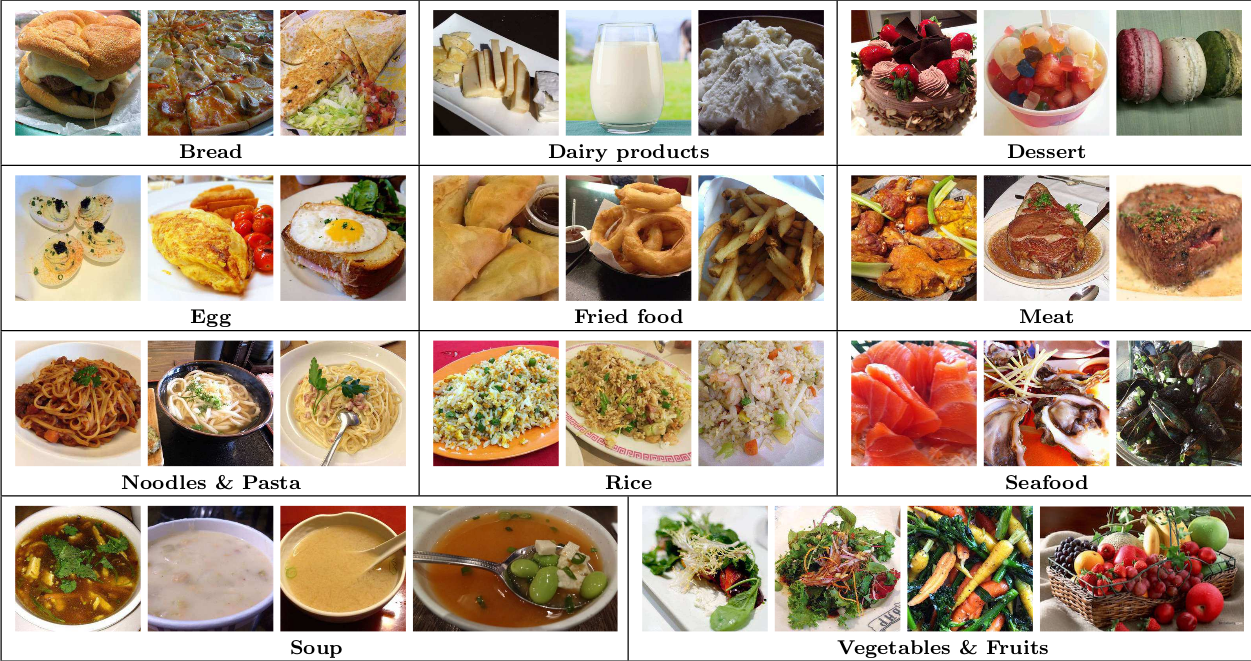 Bread
Dairy products
Dessert
Egg
Fried food
Meat
Noodles & Pasta
Rice
Seafood
Soup
Vegetables & Fruits